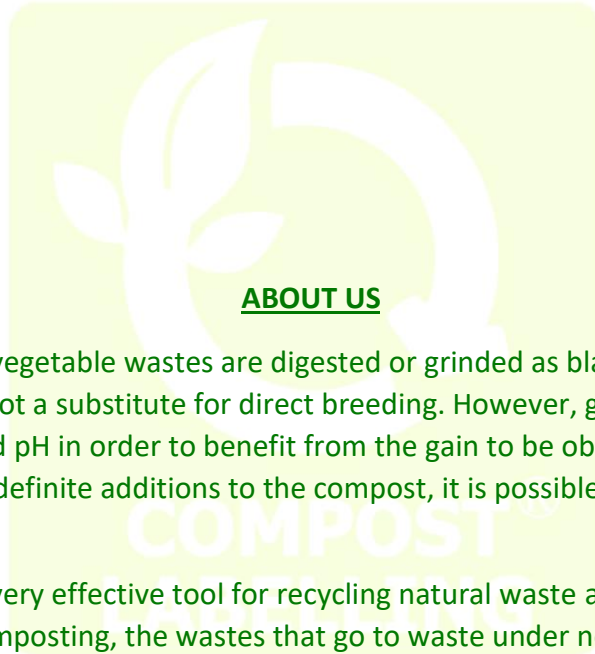 ABOUT US
vegetable wastes are digested or grinded as
not a substitute for direct breeding. However,
pH in order to benefit from the gain to be
definite additions to the compost, it is possible
COMPOST ®
LABELLING
very effective tool for recycling natural waste
the wastes that go to waste under